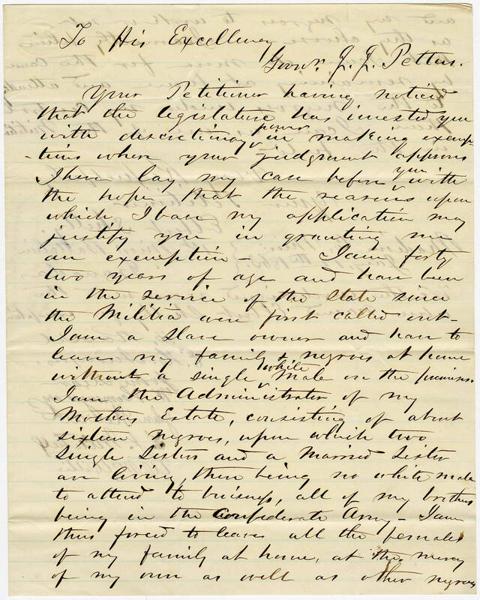 To His Excellency
Govr. J. J. Pettus.
Your Petitioner having noticed
that the legislature has invested you
with discretionary power in making exemp
-tions where your judgment approves
I have lay my case before you with
the hope that the reasons upon
which I base my application may
justify you in granting me
an exemption - I am forty
two years of age and have been
in the service of the State since
the Militia were first called out-
I am a Slave owner and have to
leave my family & negroes at home
without a single white Male on the premises.
I am the Administrator of my
Mothers Estate, consisting of about
sixteen negroes, upon which two
single sisters and a Married Sister
are living, there being no white male
to attend to business, all of my brothers
being in the Confederate Army - I am
thus forced to leave all the females
of my family at home, at the mercy
of my own as well as other negroes